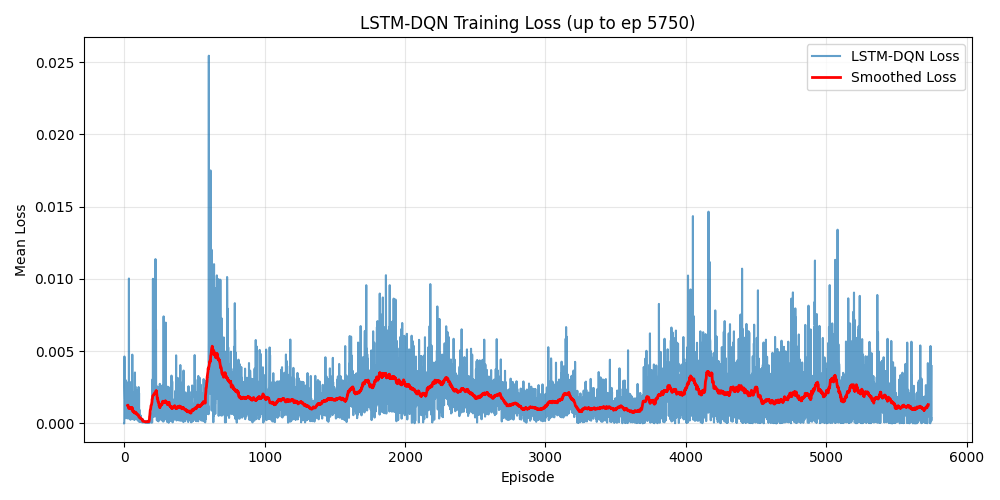 LSTM-DQN Training Loss (up to ep 5750)
LSTM-DQN Loss
Smoothed Loss
Mean Loss
0.025
0.020
0.015
0.010
0.005
0.000
0 1000 2000 3000 4000 5000 6000
Episode